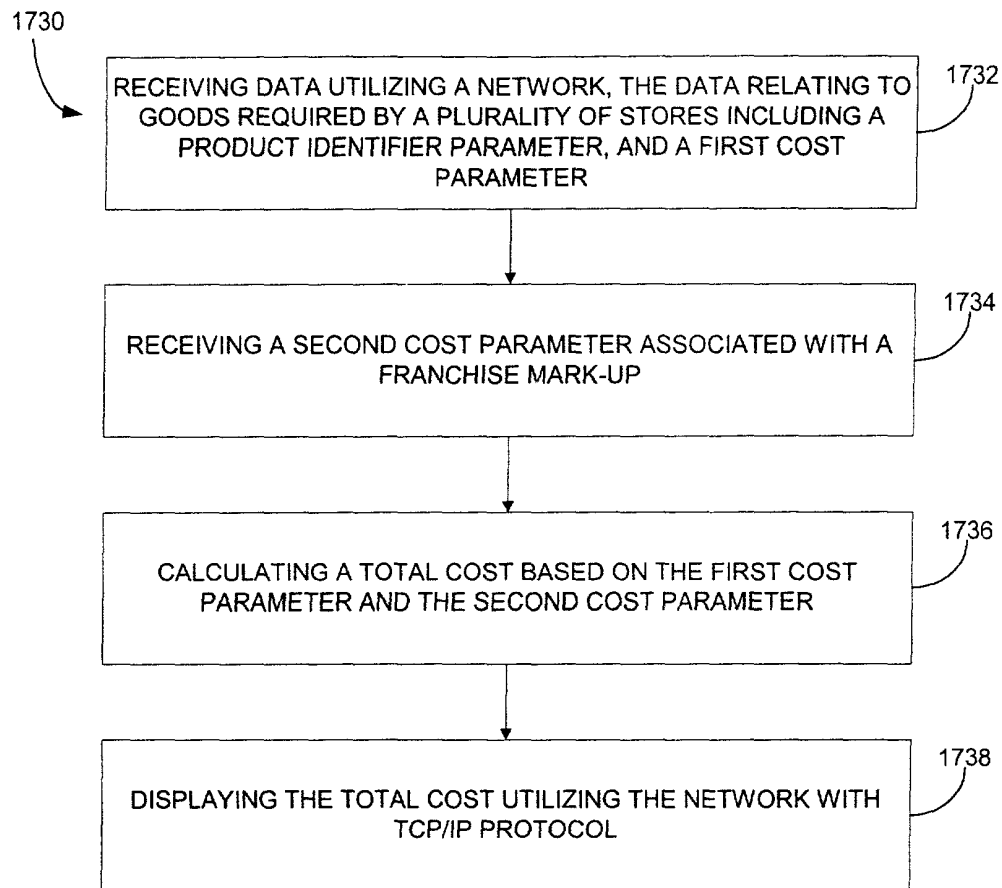 1730
1732
RECEIVING DATA UTILIZING A NETWORK, THE DATA RELATING TO
GOODS REQUIRED BY A PLURALITY OF STORES INCLUDING A
PRODUCT IDENTIFIER PARAMETER, AND A FIRST COST
PARAMETER
1734
RECEIVING A SECOND COST PARAMETER ASSOCIATED WITH A
FRANCHISE MARK-UP
1736
CALCULATING A TOTAL COST BASED ON THE FIRST COST
PARAMETER AND THE SECOND COST PARAMETER
1738
DISPLAYING THE TOTAL COST UTILIZING THE NETWORK WITH
TCP/IP PROTOCOL